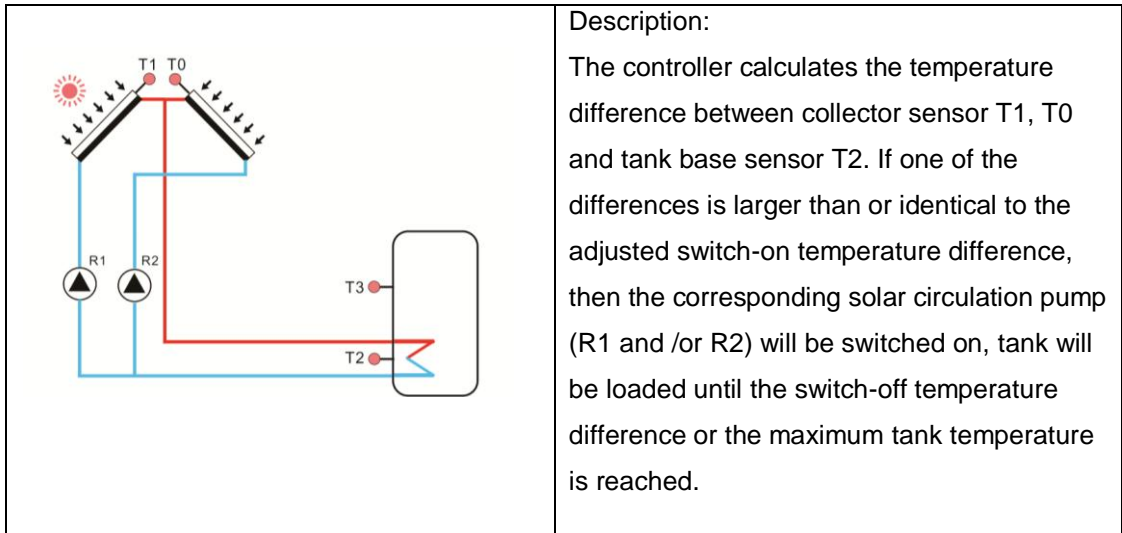 T1 T0
R1
R2
T3
T2
Description:
The controller calculates the temperature
difference between collector sensor T1, T0
and tank base sensor T2. If one of the
differences is larger than or identical to the
adjusted switch-on temperature difference,
then the corresponding solar circulation pump
(R1 and /or R2) will be switched on, tank will
be loaded until the switch-off temperature
difference or the maximum tank temperature
is reached.